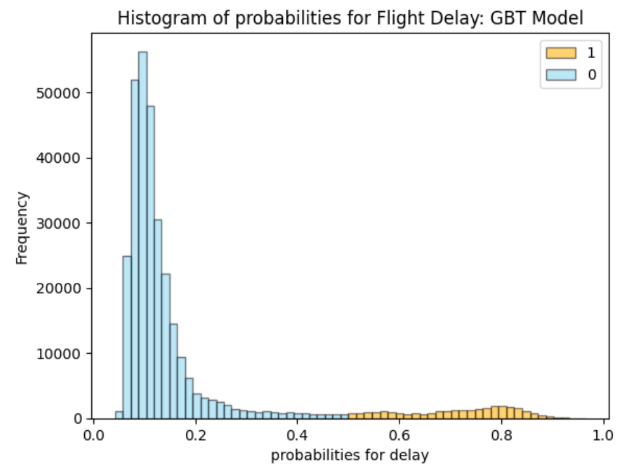 Histogram of probabilities for Flight Delay: GBT Model
1
0
Frequency
50000
40000
30000
20000
10000
0
0.0 0.2 0.4 0.6 0.8 1.0
probabilities for delay